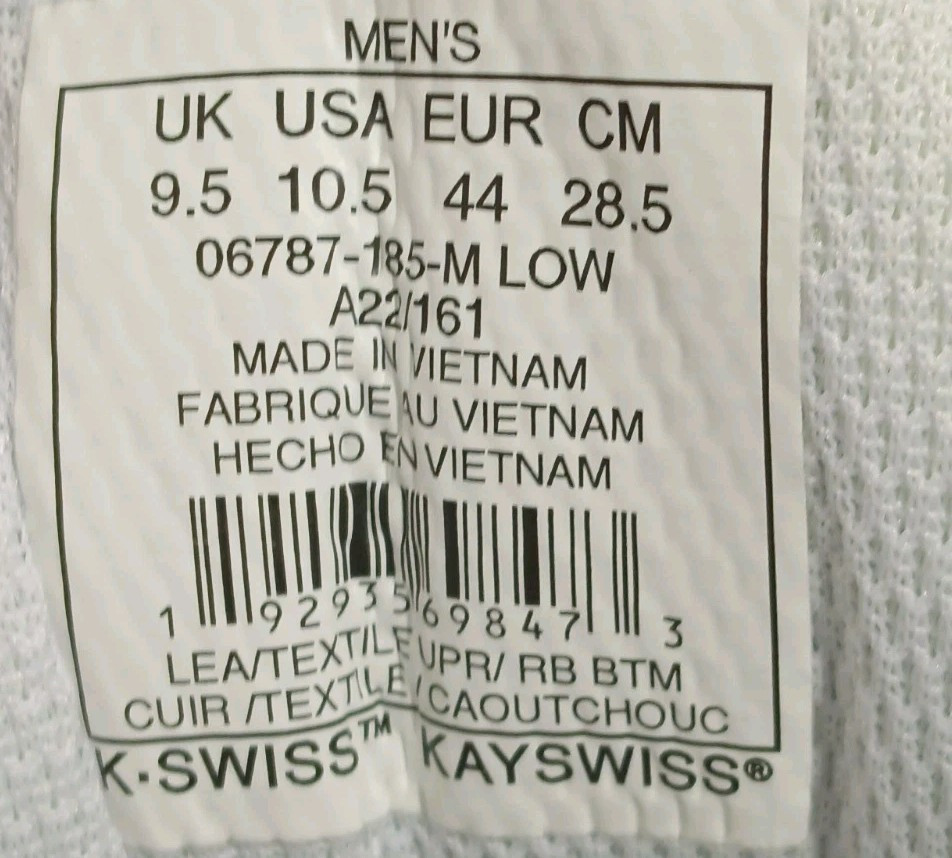 MEN'S
UK USA EUR CM
9.5 10.5 44 28.5
06787-185-M LOW
A22/161
MADE IN VIETNAM
FABRIQUE AU VIETNAM
HECHO EN VIETNAM
1 92935 69847 3
LEA/TEXTILE UPR/ RB BTM
CUIR /TEXTILE /CAOUTCHOUC
K·SWISS™ KAYSWISS®